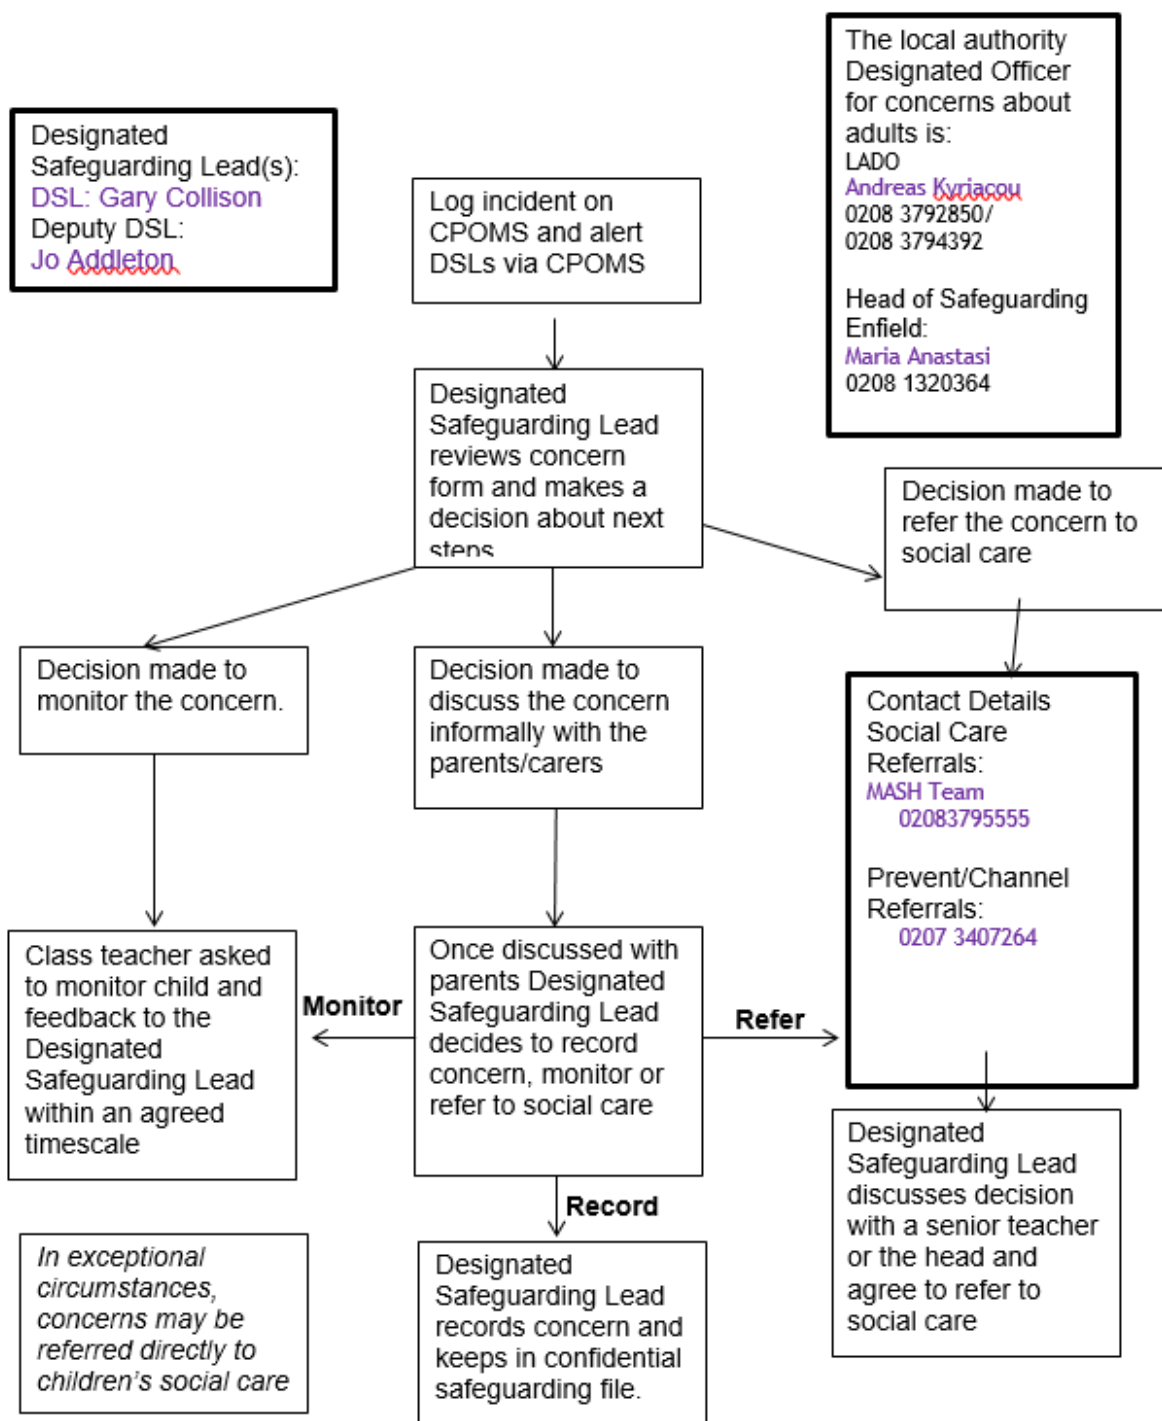 The local authority
Designated Officer
for concerns about
adults is:
LADO
Andreas Kyriacou
0208 3792850/
0208 3794392
Head of Safeguarding
Enfield:
Maria Anastasi
0208 1320364
Designated
Safeguarding Lead(s):
DSL: Gary Collison
Deputy DSL:
Jo Addleton
Log incident on
CPOMS and alert
DSLs via CPOMS
Designated
Safeguarding Lead
reviews concern
form and makes a
decision about next
steps
Decision made to
refer the concern to
social care
Decision made to
monitor the concern.
Decision made to
discuss the concern
informally with the
parents/carers
Contact Details
Social Care
Referrals:
MASH Team
02083795555
Prevent/Channel
Referrals:
0207 3407264
Class teacher asked
to monitor child and
feedback to the
Designated
Safeguarding Lead
within an agreed
timescale
Monitor
Once discussed with
parents Designated
Safeguarding Lead
decides to record
concern, monitor or
refer to social care
Refer
Record
Designated
Safeguarding Lead
discusses decision
with a senior teacher
or the head and
agree to refer to
social care
In exceptional
circumstances,
concerns may be
referred directly to
children's social care
Designated
Safeguarding Lead
records concern and
keeps in confidential
safeguarding file.